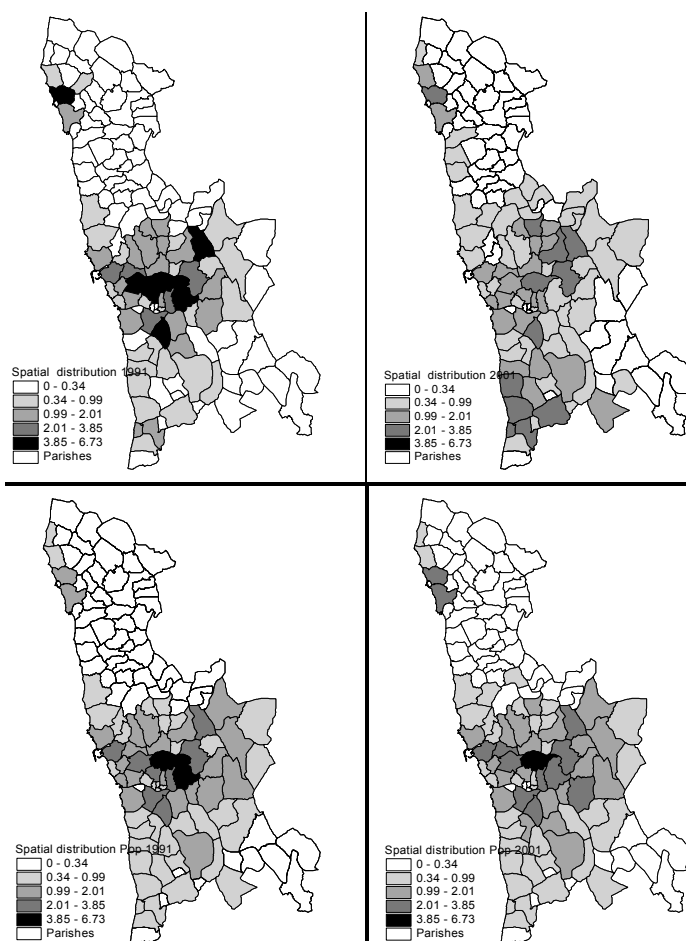 Spatial distribution 1991
0 - 0.34
0.34 - 0.99
0.99 - 2.01
2.01 - 3.85
3.85 - 6.73
Parishes
Spatial distribution 2001
0 - 0.34
0.34 - 0.99
0.99 - 2.01
2.01 - 3.85
3.85 - 6.73
Parishes
Spatial distribution Pop 1991
0 - 0.34
0.34 - 0.99
0.99 - 2.01
2.01 - 3.85
3.85 - 6.73
Parishes
Spatial distribution Pop 2001
0 - 0.34
0.34 - 0.99
0.99 - 2.01
2.01 - 3.85
3.85 - 6.73
Parishes